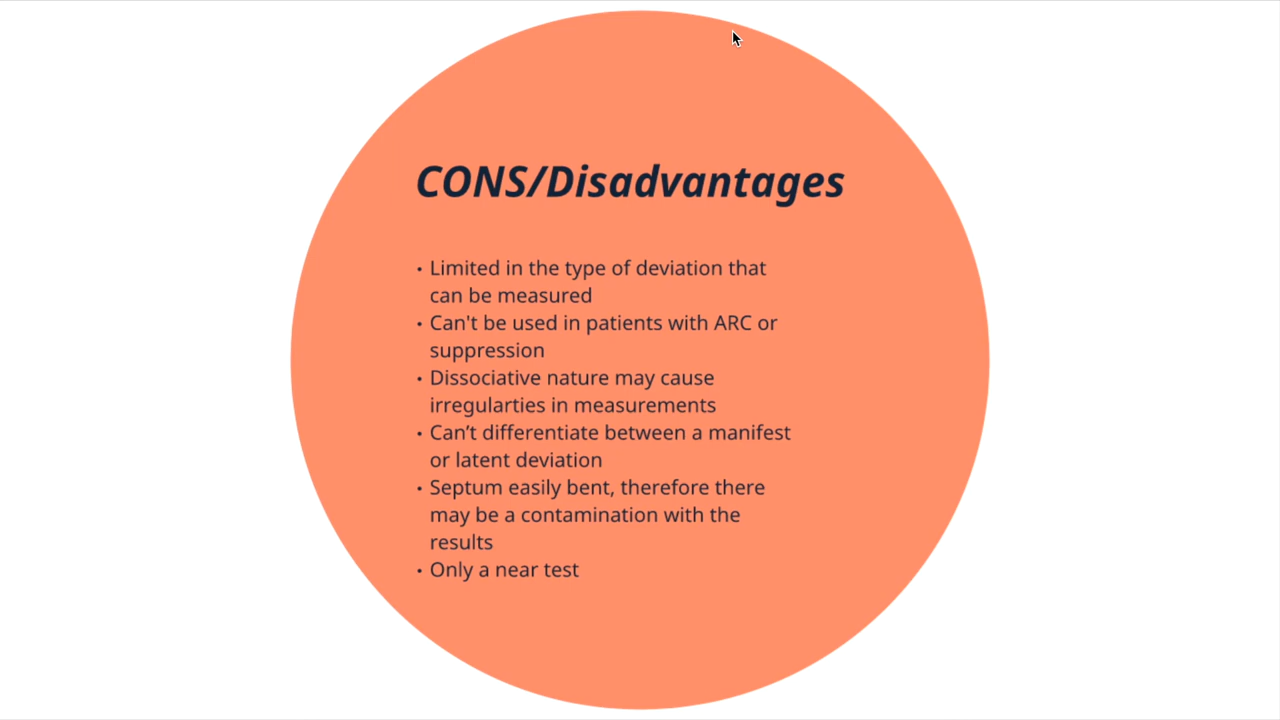 CONS/Disadvantages
• Limited in the type of deviation that
can be measured
• Can't be used in patients with ARC or
suppression
• Dissociative nature may cause
irregularties in measurements
• Can’t differentiate between a manifest
or latent deviation
• Septum easily bent, therefore there
may be a contamination with the
results
• Only a near test